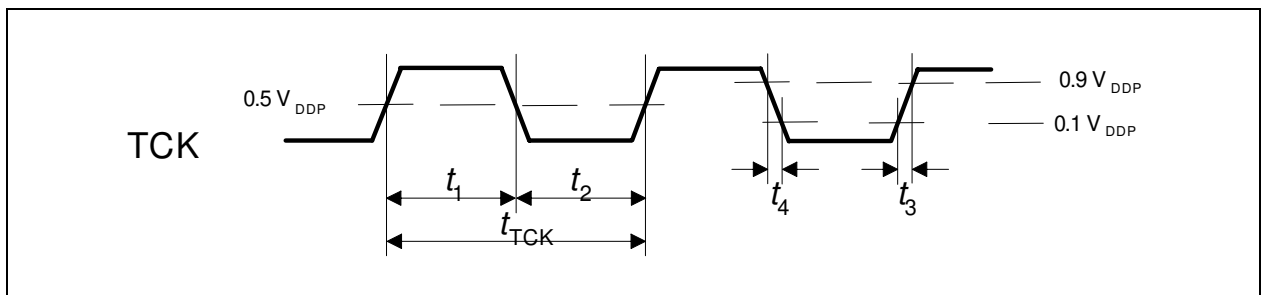 0.5 V DDP
0.9 V DDP
0.1 V DDP
TCK
t1
t2
t4
t3
tTCK